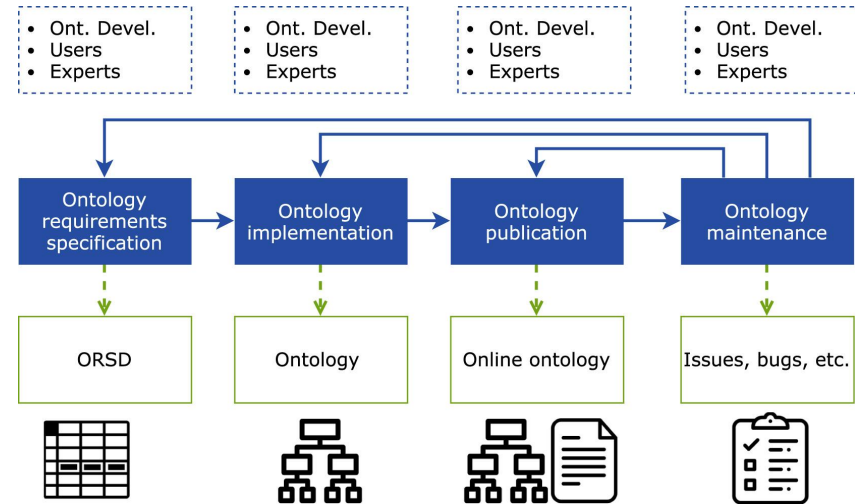 • Ont. Devel.
• Users
• Experts
• Ont. Devel.
• Users
• Experts
• Ont. Devel.
• Users
• Experts
• Ont. Devel.
• Users
• Experts
Ontology
requirements
specification
Ontology
implementation
Ontology
publication
Ontology
maintenance
ORSD
Ontology
Online ontology
Issues, bugs, etc.